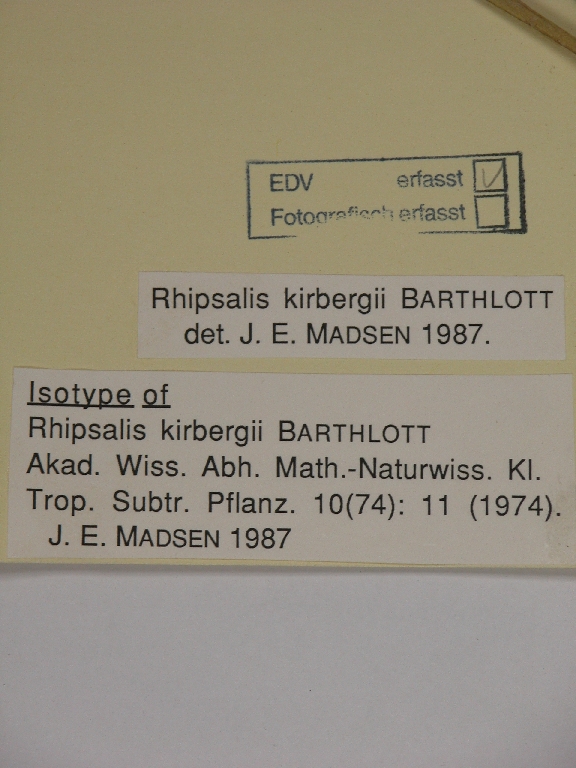 EDV erfasst
Fotografisch erfasst
Rhipsalis kirbergii BARTHLOTT
det. J. E. MADSEN 1987.
Isotype of
Rhipsalis kirbergii BARTHLOTT
Akad. Wiss. Abh. Math.-Naturwiss. Kl.
Trop. Subtr. Pflanz. 10(74): 11 (1974).
J. E. MADSEN 1987